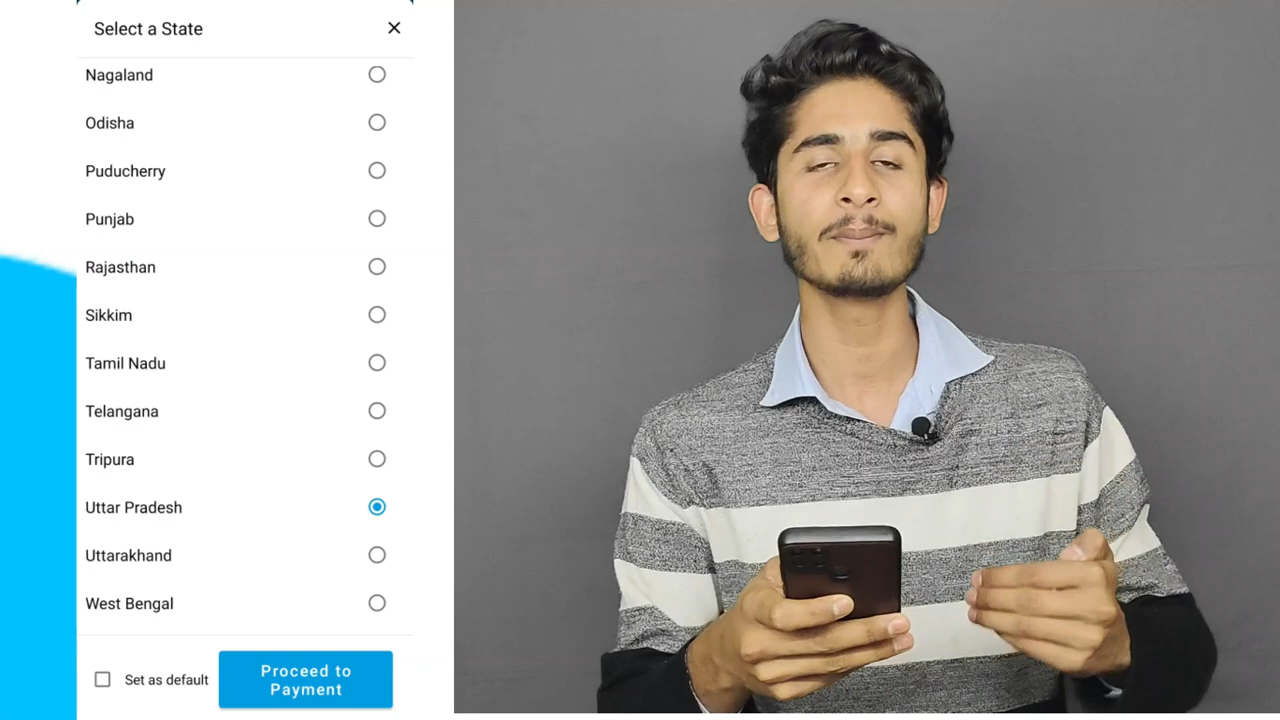 Select a State
Nagaland
Odisha
Puducherry
Punjab
Rajasthan
Sikkim
Tamil Nadu
Telangana
Tripura
Uttar Pradesh
Uttarakhand
West Bengal
Set as default
Proceed to
Payment